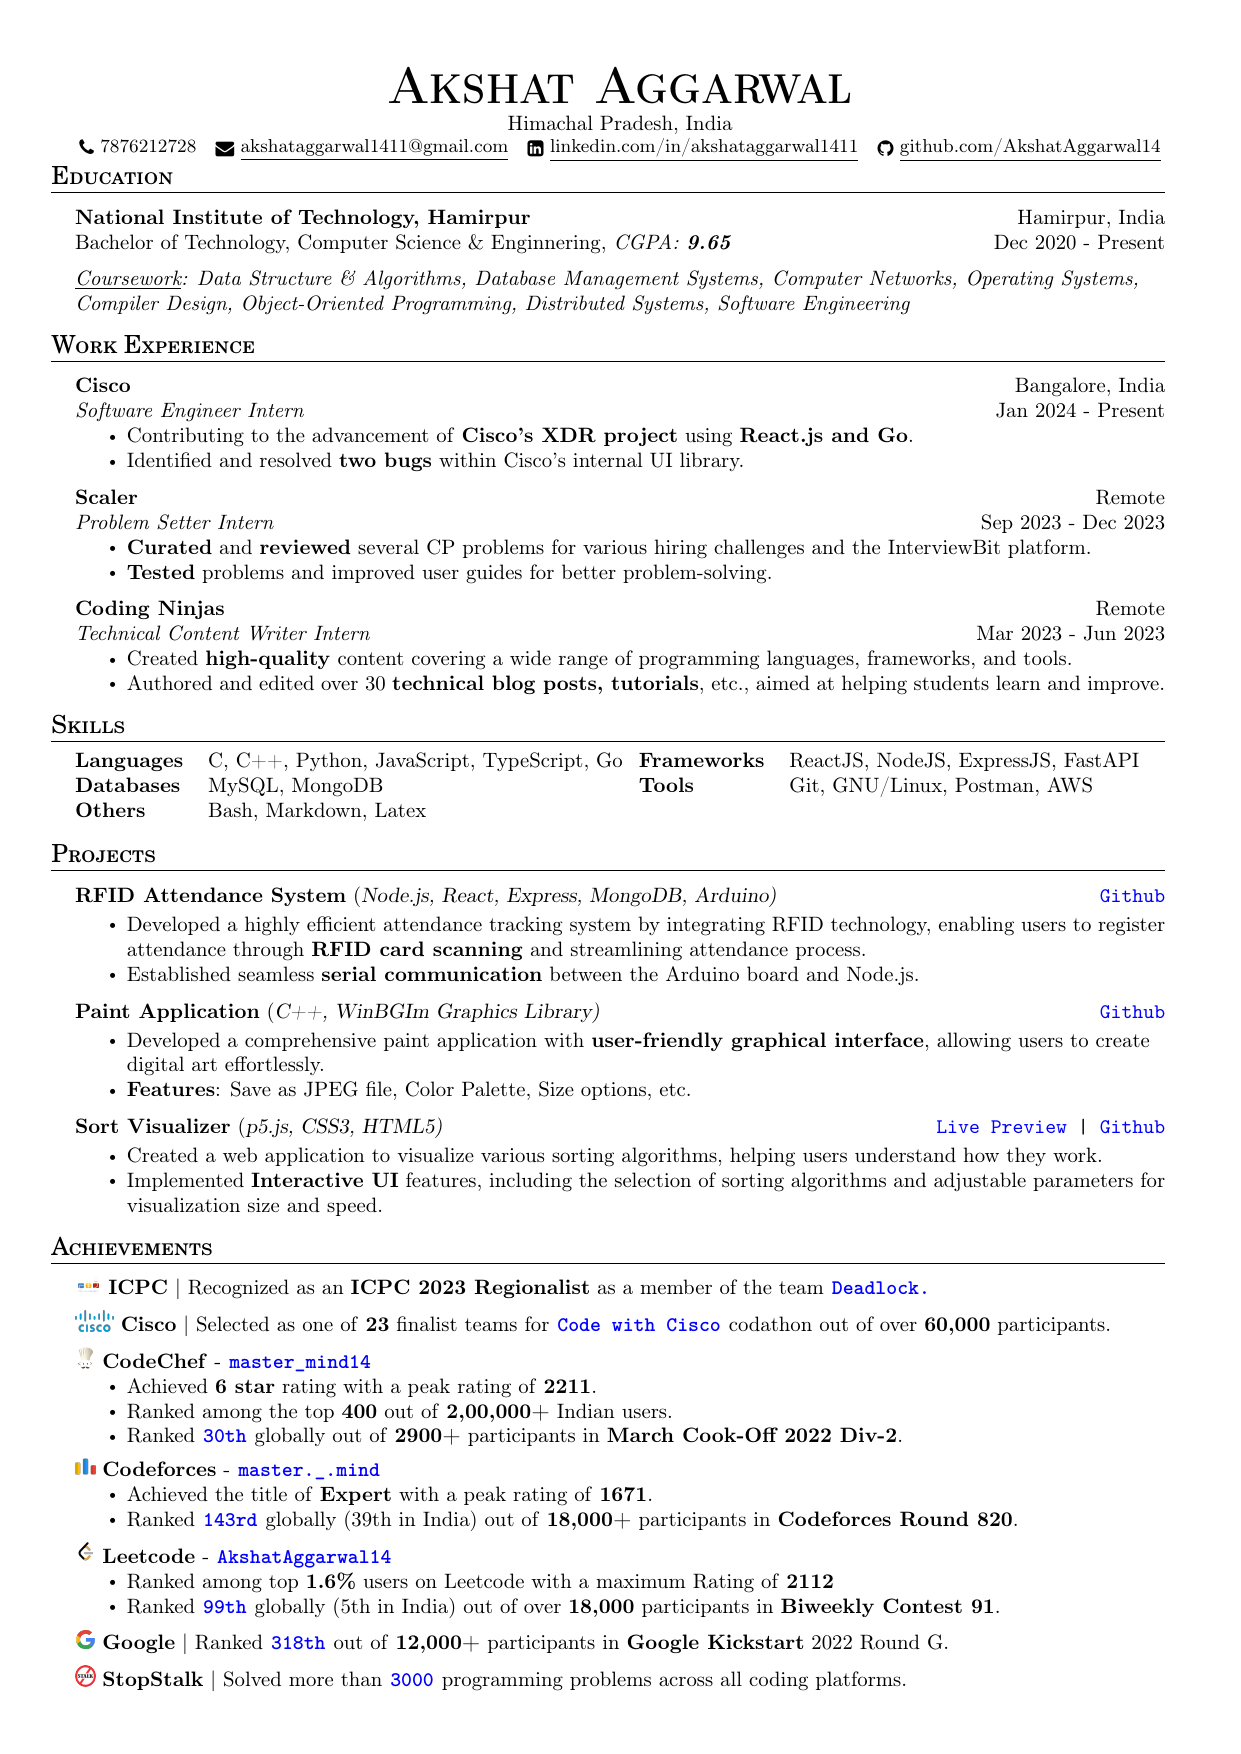 Akshat Aggarwal
Himachal Pradesh, India
7876212728 akshataggarwal1411@gmail.com linkedin.com/in/akshataggarwal1411 github.com/AkshatAggarwal14
Education
National Institute of Technology, Hamirpur Hamirpur, India
Bachelor of Technology, Computer Science & Enginnering, CGPA: 9.65 Dec 2020 - Present
Coursework: Data Structure & Algorithms, Database Management Systems, Computer Networks, Operating Systems,
Compiler Design, Object-Oriented Programming, Distributed Systems, Software Engineering
Work Experience
Cisco Bangalore, India
Software Engineer Intern Jan 2024 - Present
• Contributing to the advancement of Cisco's XDR project using React.js and Go.
• Identified and resolved two bugs within Cisco's internal UI library.
Scaler Remote
Problem Setter Intern Sep 2023 - Dec 2023
• Curated and reviewed several CP problems for various hiring challenges and the InterviewBit platform.
• Tested problems and improved user guides for better problem-solving.
Coding Ninjas Remote
Technical Content Writer Intern Mar 2023 - Jun 2023
• Created high-quality content covering a wide range of programming languages, frameworks, and tools.
• Authored and edited over 30 technical blog posts, tutorials, etc., aimed at helping students learn and improve.
Skills
Languages C, C++, Python, JavaScript, TypeScript, Go Frameworks ReactJS, NodeJS, ExpressJS, FastAPI
Databases MySQL, MongoDB Tools Git, GNU/Linux, Postman, AWS
Others Bash, Markdown, Latex
Projects
RFID Attendance System (Node.js, React, Express, MongoDB, Arduino) Github
• Developed a highly efficient attendance tracking system by integrating RFID technology, enabling users to register
attendance through RFID card scanning and streamlining attendance process.
• Established seamless serial communication between the Arduino board and Node.js.
Paint Application (C++, WinBGIm Graphics Library) Github
• Developed a comprehensive paint application with user-friendly graphical interface, allowing users to create
digital art effortlessly.
• Features: Save as JPEG file, Color Palette, Size options, etc.
Sort Visualizer (p5.js, CSS3, HTML5) Live Preview | Github
• Created a web application to visualize various sorting algorithms, helping users understand how they work.
• Implemented Interactive UI features, including the selection of sorting algorithms and adjustable parameters for
visualization size and speed.
Achievements
ICPC | Recognized as an ICPC 2023 Regionalist as a member of the team Deadlock.
CISCO Cisco | Selected as one of 23 finalist teams for Code with Cisco codathon out of over 60,000 participants.
CodeChef - master_mind14
• Achieved 6 star rating with a peak rating of 2211.
• Ranked among the top 400 out of 2,00,000+ Indian users.
• Ranked 30th globally out of 2900+ participants in March Cook-Off 2022 Div-2.
Codeforces - master._.mind
• Achieved the title of Expert with a peak rating of 1671.
• Ranked 143rd globally (39th in India) out of 18,000+ participants in Codeforces Round 820.
Leetcode - AkshatAggarwal14
• Ranked among top 1.6% users on Leetcode with a maximum Rating of 2112
• Ranked 99th globally (5th in India) out of over 18,000 participants in Biweekly Contest 91.
Google | Ranked 318th out of 12,000+ participants in Google Kickstart 2022 Round G.
StopStalk | Solved more than 3000 programming problems across all coding platforms.